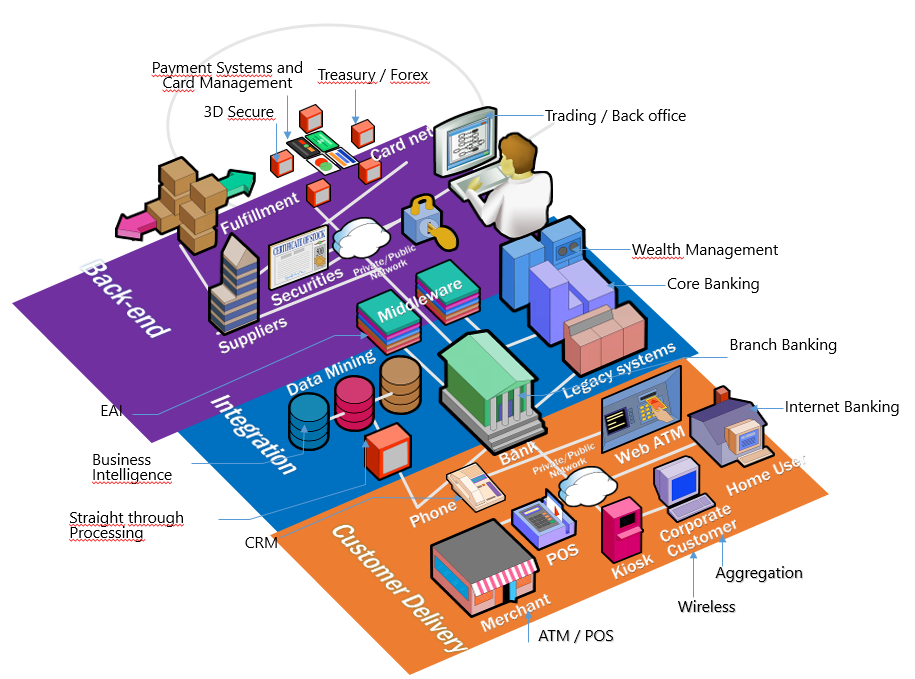 Payment Systems and
Card Management
Treasury / Forex
3D Secure
Trading / Back office
Card net
Fulfillment
CERTIFICATE OF STOCK
Securities
Private/Public
Network
Wealth Management
Core Banking
Back-end
Suppliers
Middleware
Branch Banking
Data Mining
Legacy systems
EAI
Internet Banking
Integration
Bank
Private/Public
Network
Web ATM
Home User
Business
Intelligence
Phone
Straight through
Processing
CRM
POS
Kiosk
Corporate
Customer
Customer Delivery
Merchant
Aggregation
Wireless
ATM / POS